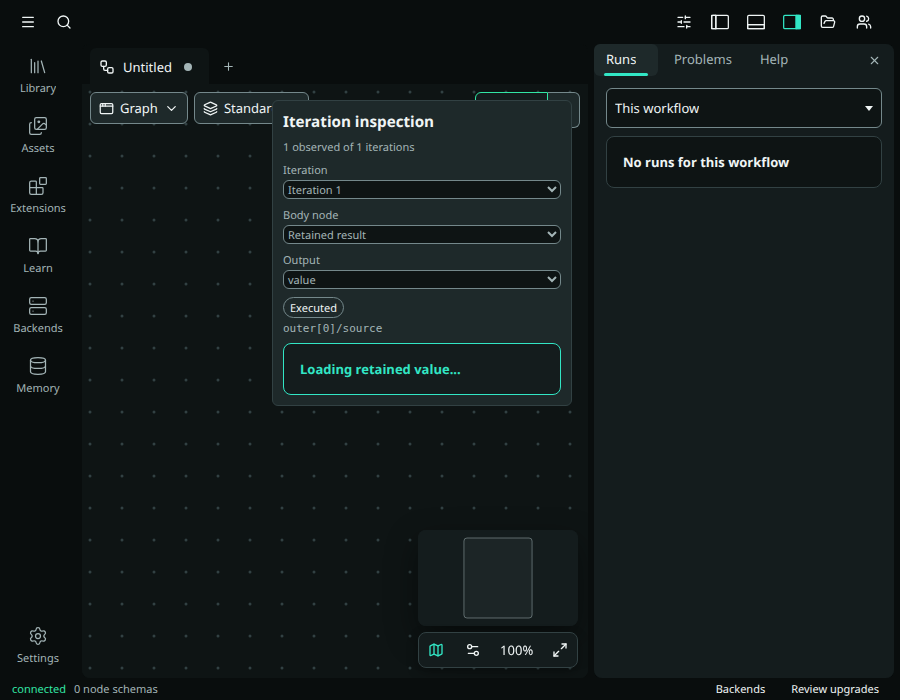 Untitled
Runs
Problems
Help
Library
Assets
Extensions
Learn
Backends
Memory
Settings
Graph
Standar
Iteration inspection
1 observed of 1 iterations
Iteration
Iteration 1
Body node
Retained result
Output
value
Executed
outer[0]/source
Loading retained value...
This workflow
No runs for this workflow
100%
connected
0 node schemas
Backends
Review upgrades